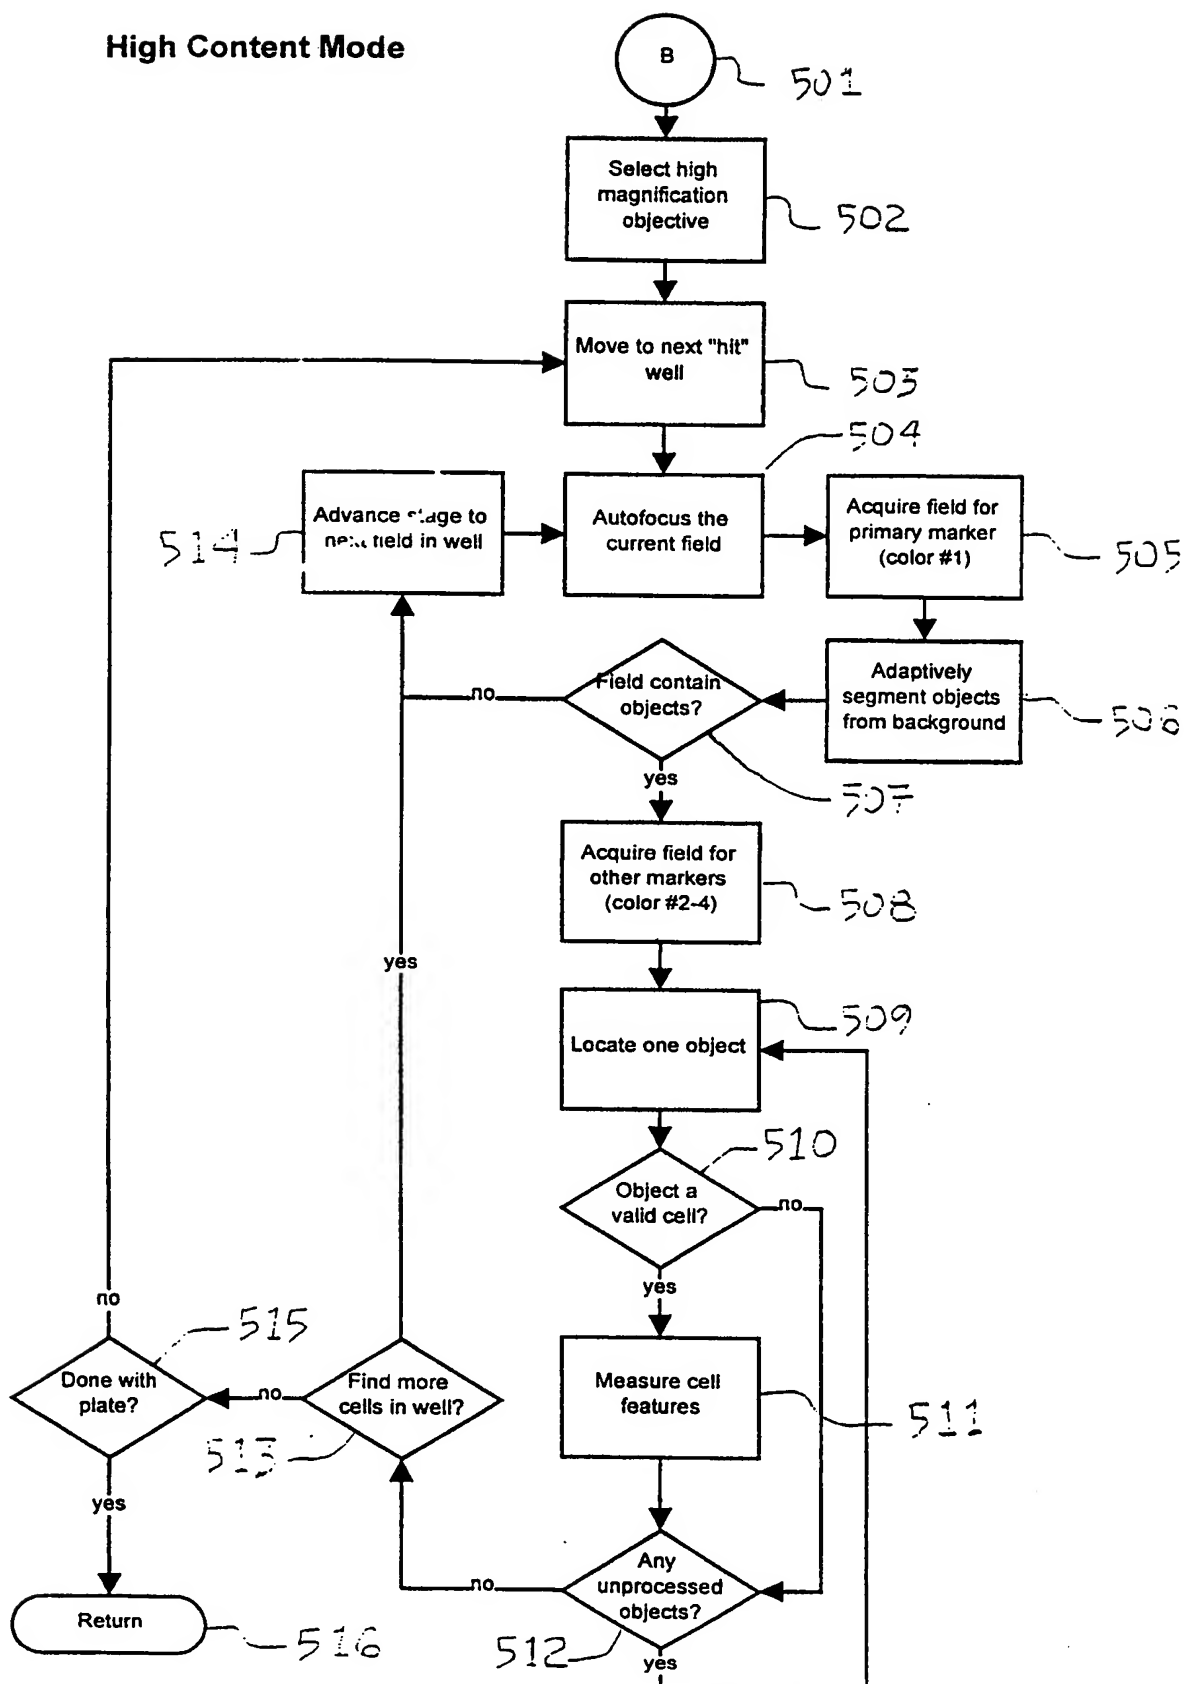 High Content Mode
B
501
Select high
magnification
objective
502
Move to next "hit"
well
503
504
Advance stage to
next field in well
514
Autofocus the
current field
Acquire field for
primary marker
(color #1)
505
Field contain
objects?
no
yes
507
Adaptively
segment objects
from background
506
Acquire field for
other markers
(color #2-4)
508
yes
509
Locate one object
510
Object a
valid cell?
no
yes
no
515
Done with
plate?
no
Find more
cells in well?
513
Measure cell
features
511
yes
Any
unprocessed
objects?
no
512
yes
Return
516